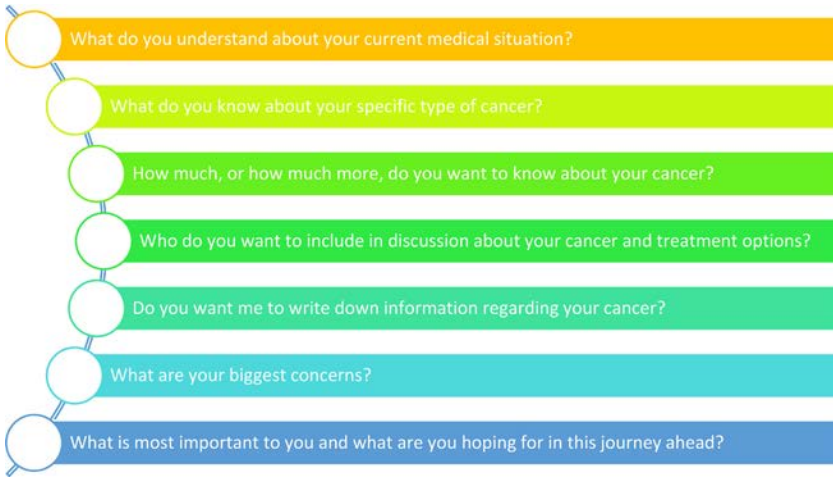 What do you understand about your current medical situation?
What do you know about your specific type of cancer?
How much, or how much more, do you want to know about your cancer?
Who do you want to include in discussion about your cancer and treatment options?
Do you want me to write down information regarding your cancer?
What are your biggest concerns?
What is most important to you and what are you hoping for in this journey ahead?